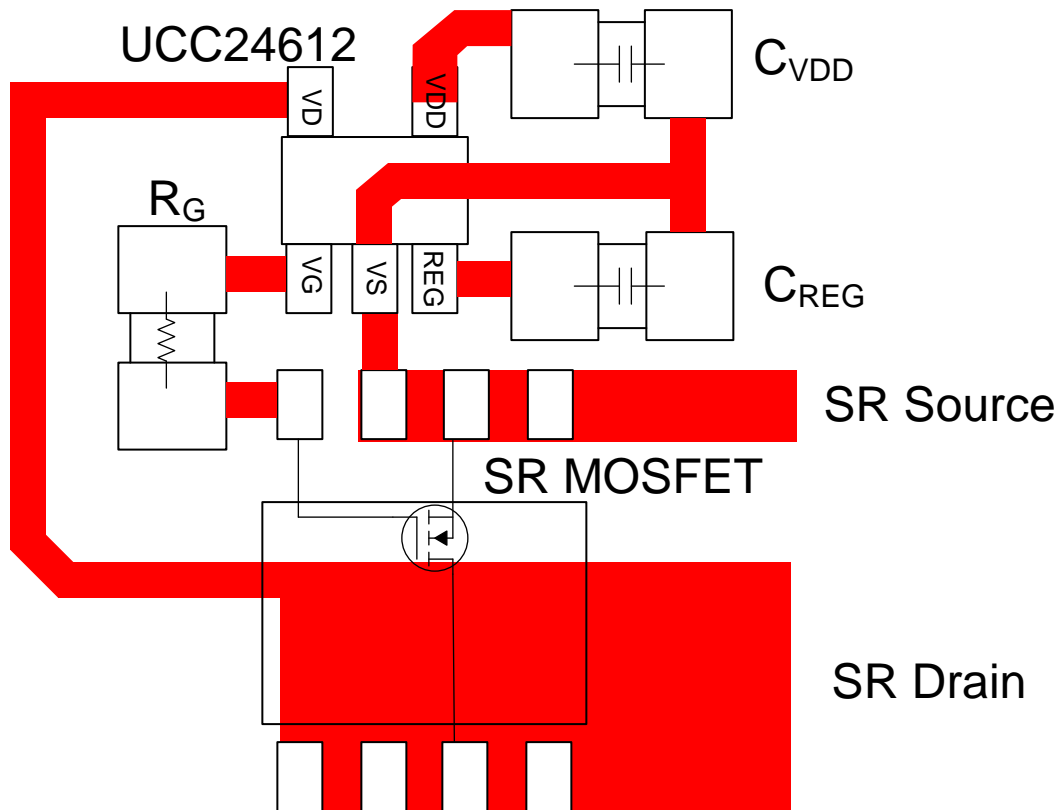 UCC24612
VD
VDD
CVDD
RG
VG
VS
REG
CREG
SR Source
SR MOSFET
SR Drain